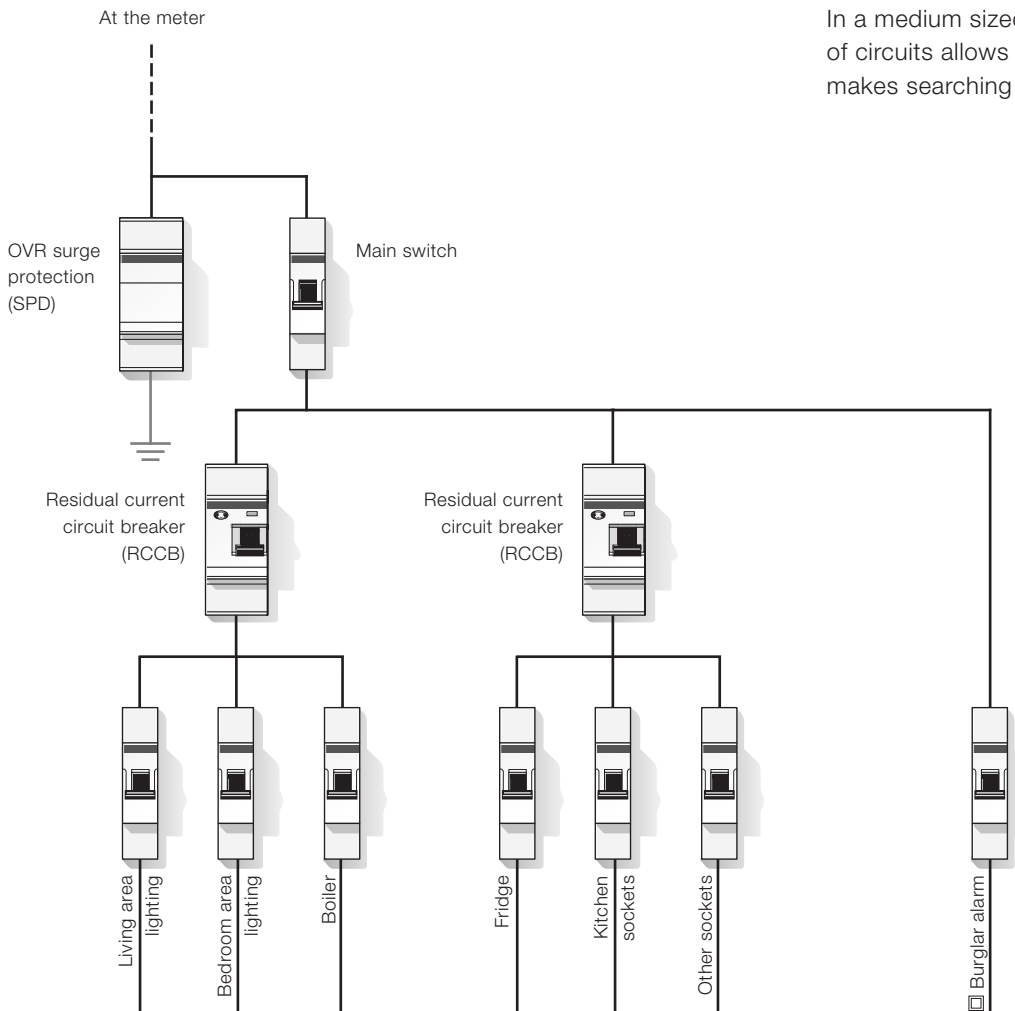 At the meter
In a medium sized
of circuits allows
makes searching
OVR surge
protection
(SPD)
Main switch
Residual current
circuit breaker
(RCCB)
Residual current
circuit breaker
(RCCB)
Living area
lighting
Bedroom area
lighting
Boiler
Fridge
Kitchen
sockets
Other sockets
Burglar alarm